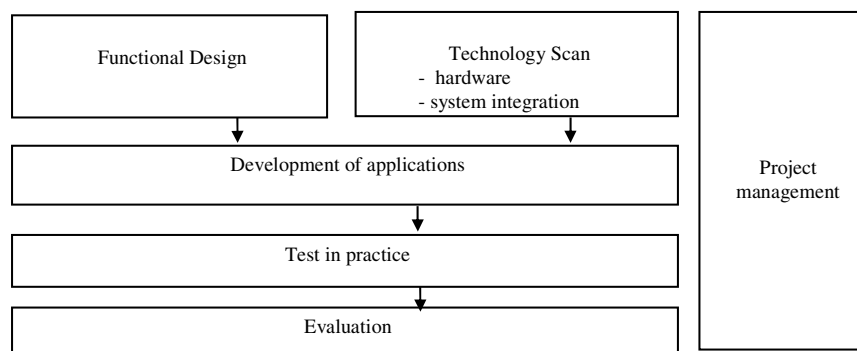 Functional Design
Technology Scan
- hardware
- system integration
Development of applications
Test in practice
Evaluation
Project
management